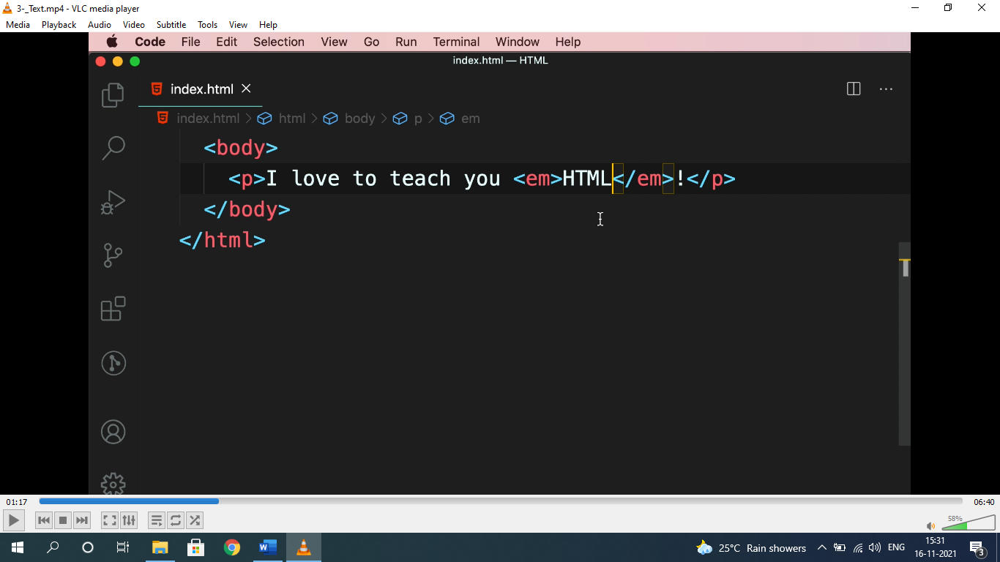 3-_Text.mp4 - VLC media player
Media Playback Audio Video Subtitle Tools View Help
Code File Edit Selection View Go Run Terminal Window Help
index.html — HTML
index.html
index.html > html > body > p > em
<body>
<p>I love to teach you <em>HTML</em>!</p>
</body>
</html>
01:17 06:40
58%
25°C Rain showers ENG 15:31
16-11-2021 3